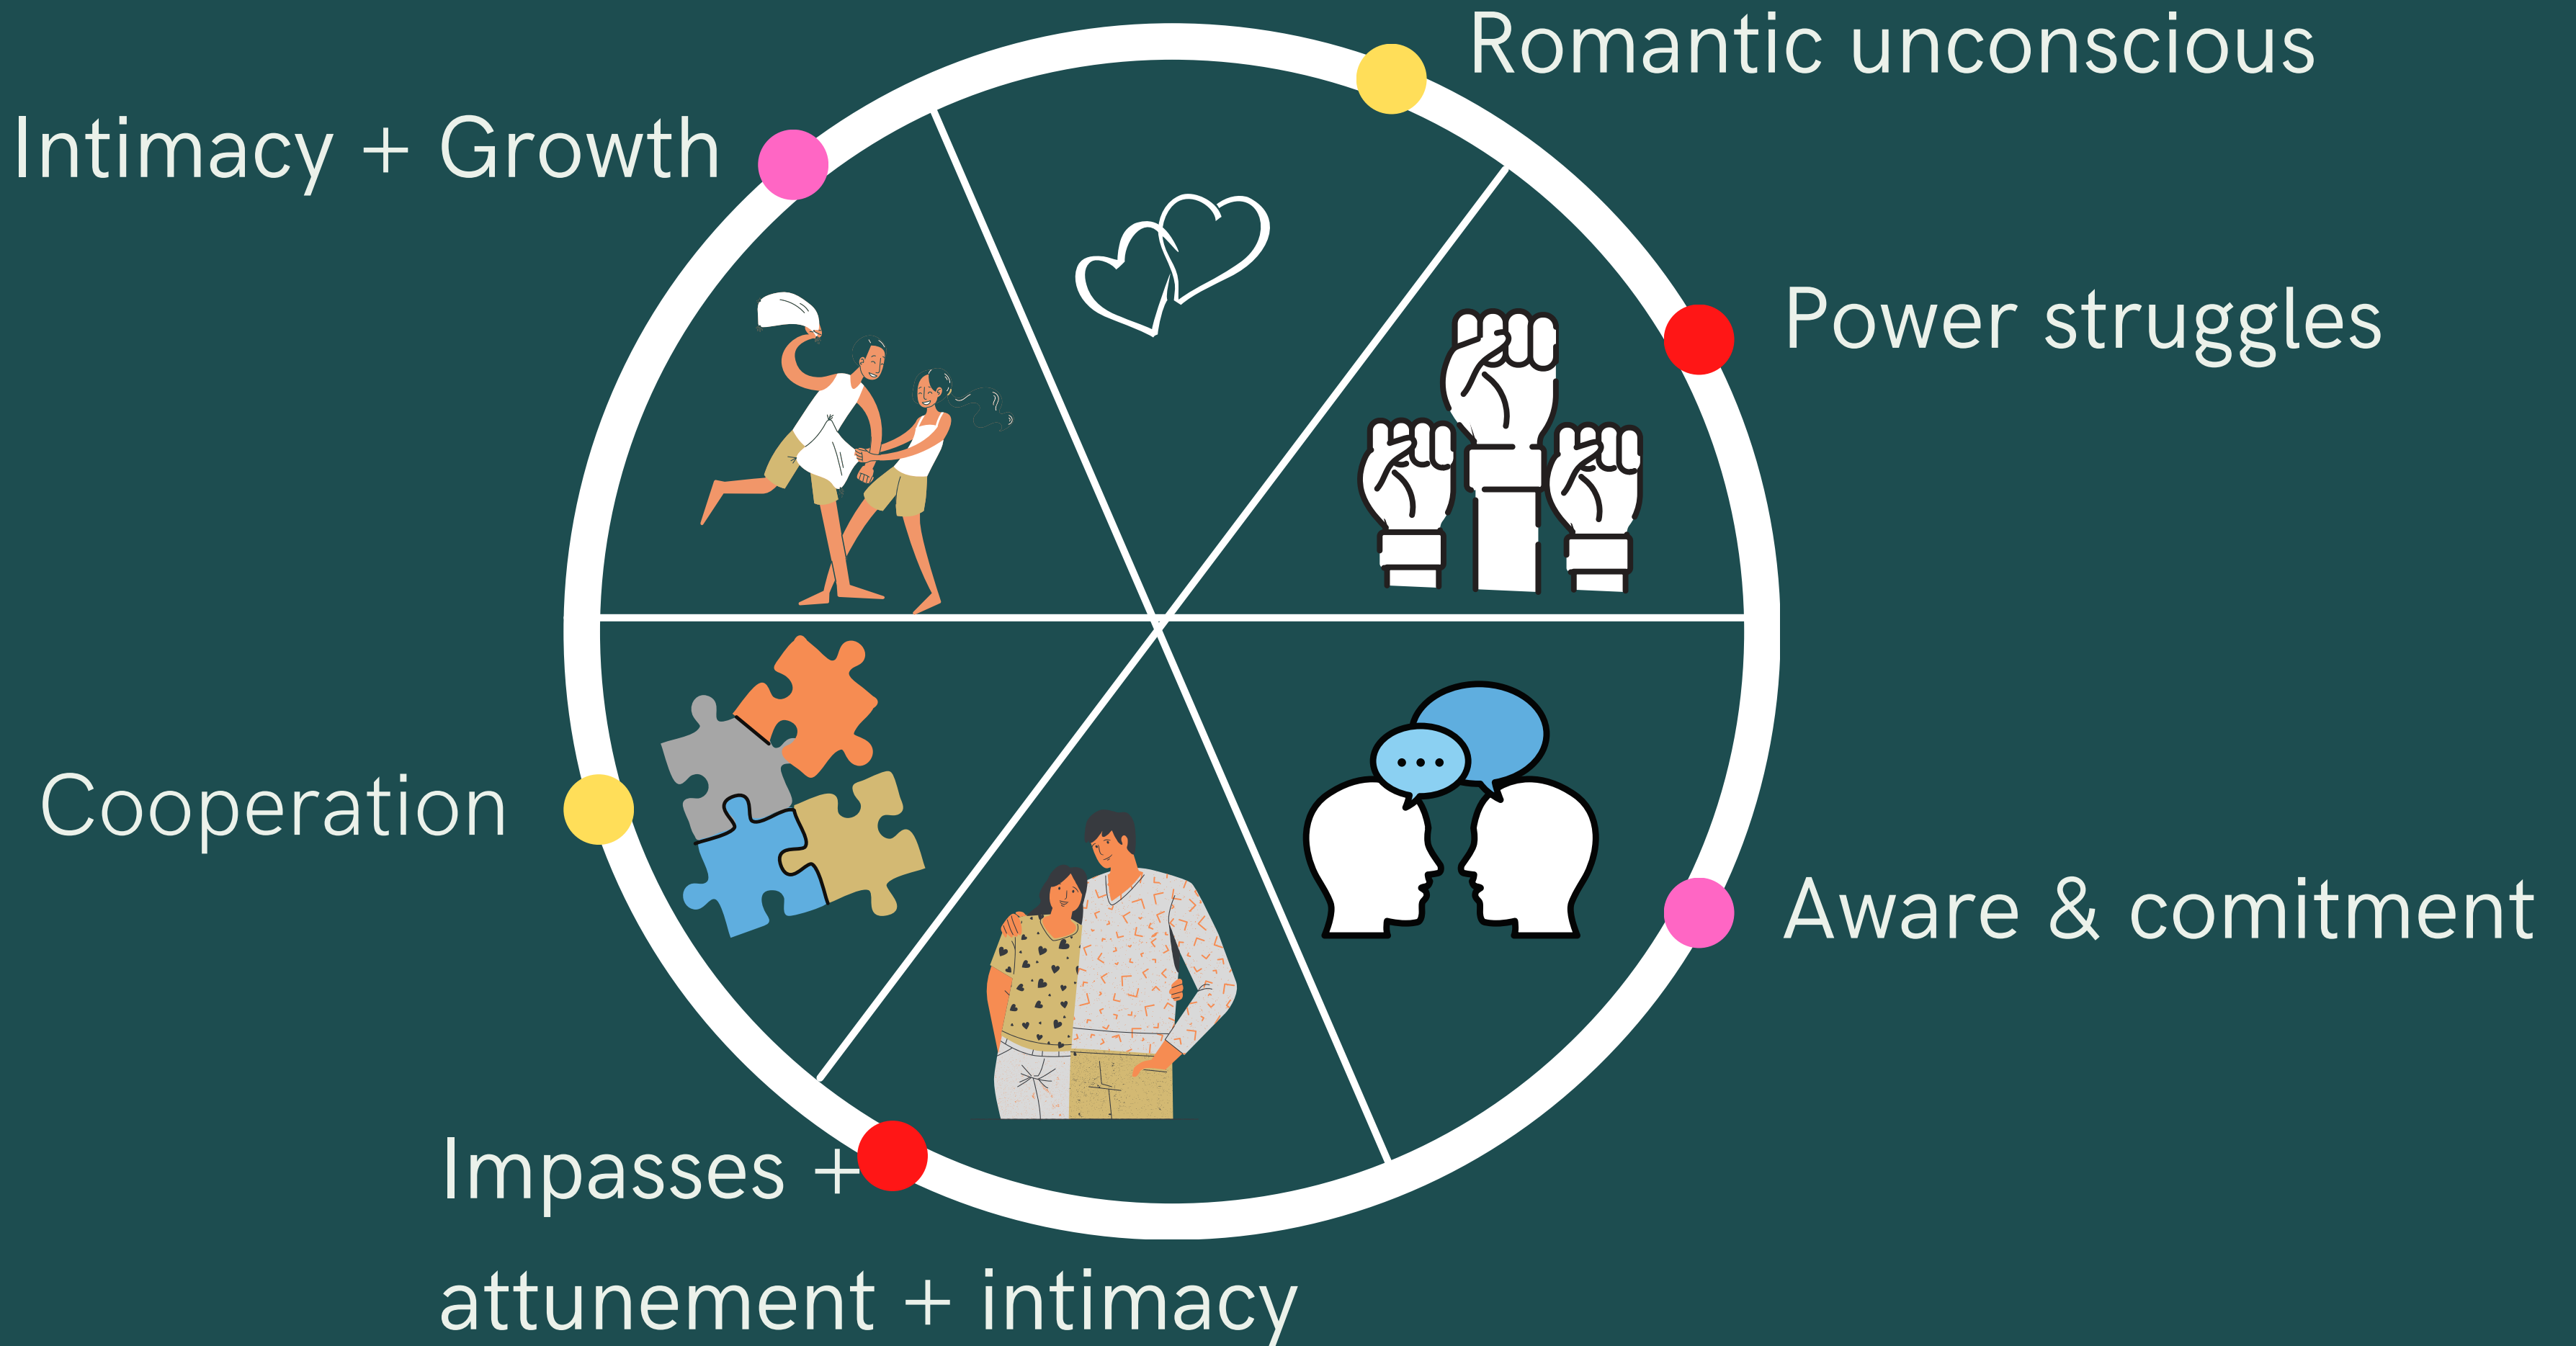 Romantic unconscious
Intimacy + Growth
Power struggles
Cooperation
Aware & comitment
Impasses +
attunement + intimacy